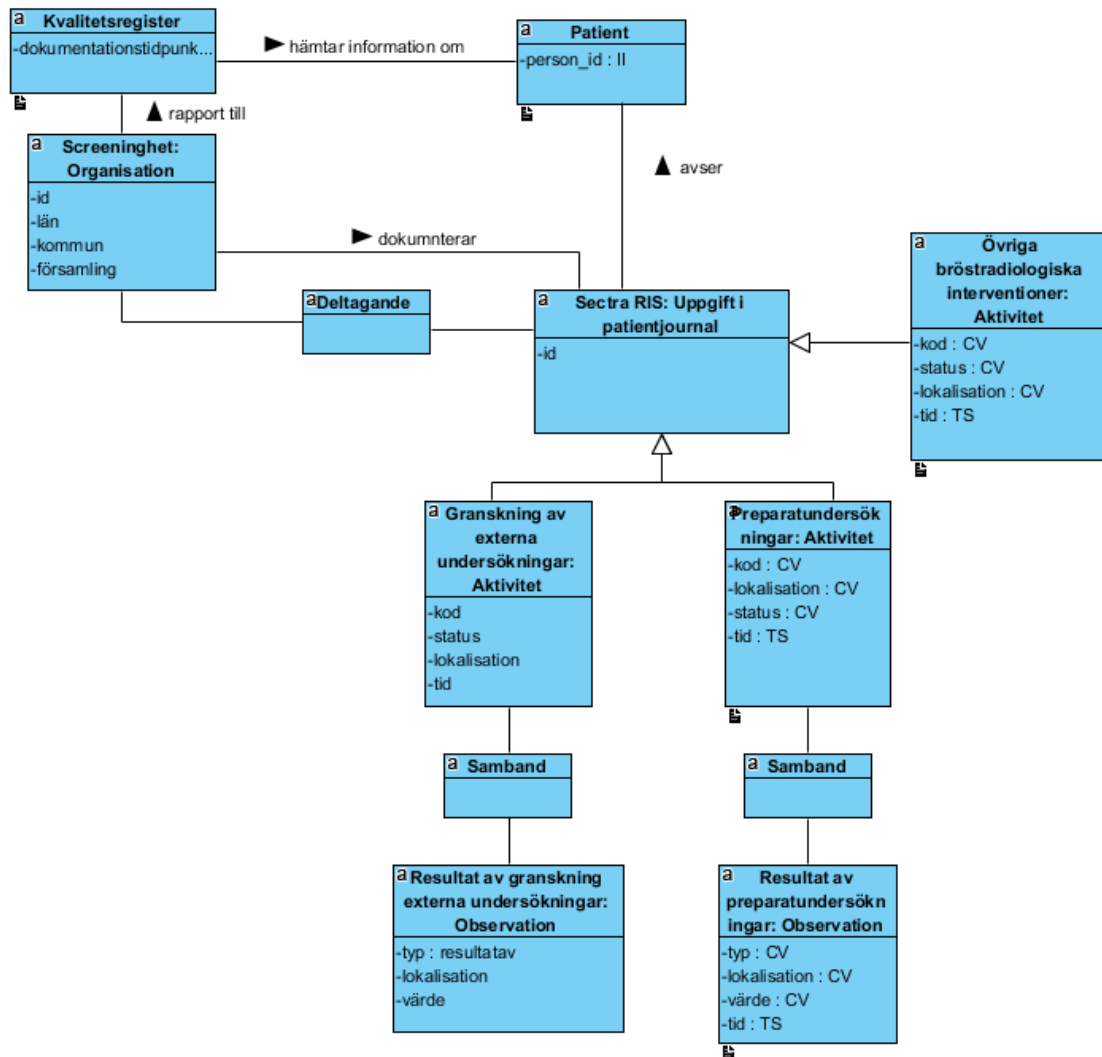 a Kvalitetsregister
-dokumentationstidpunk...
hämtar information om
a Patient
-person_id : II
rapport till
a Screeninghet:
Organisation
-id
-län
-kommun
-församling
avser
dokumnterar
a Deltagande
a Sectra RIS: Uppgift i
patientjournal
-id
a Övriga
bröstradiologiska
interventioner:
Aktivitet
-kod : CV
-status : CV
-lokalisation : CV
-tid : TS
a Granskning av
externa
undersökningar:
Aktivitet
-kod
-status
-lokalisation
-tid
a Preparatundersök
ningar: Aktivitet
-kod : CV
-lokalisation : CV
-status : CV
-tid : TS
a Samband
a Samband
a Resultat av granskning
externa undersökningar:
Observation
-typ : resultatav
-lokalisation
-värde
a Resultat av
preparatundersökn
ingar: Observation
-typ : CV
-lokalisation : CV
-värde : CV
-tid : TS